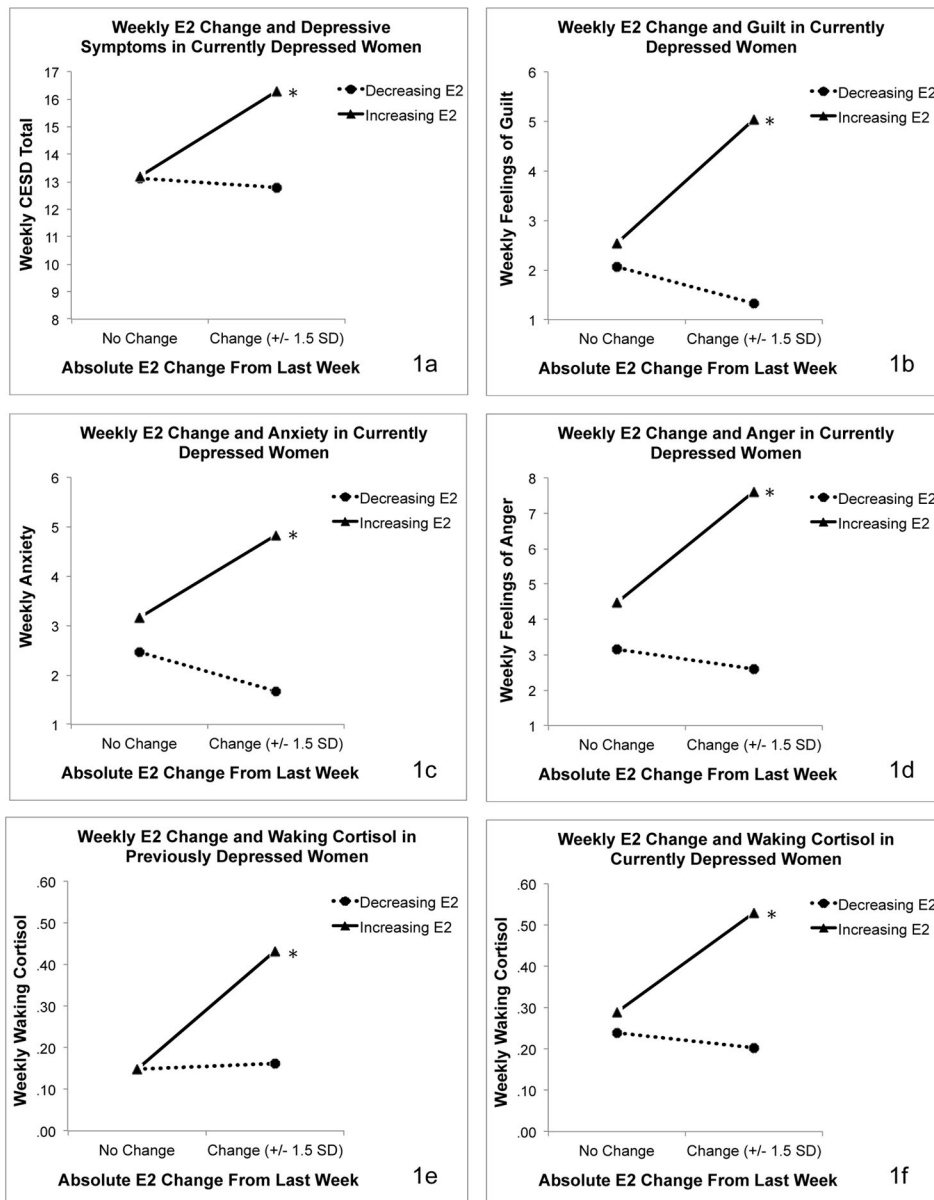 Weekly E2 Change and Depressive
Symptoms in Currently Depressed Women
17
16
15
14
13
12
11
10
9
8
Weekly CESD Total
Decreasing E2
Increasing E2
*
No Change
Change (+/- 1.5 SD)
Absolute E2 Change From Last Week
1a
Weekly E2 Change and Guilt in Currently
Depressed Women
6
5
4
3
2
1
Weekly Feelings of Guilt
Decreasing E2
Increasing E2
*
No Change
Change (+/- 1.5 SD)
Absolute E2 Change From Last Week
1b
Weekly E2 Change and Anxiety in Currently
Depressed Women
6
5
4
3
2
1
Weekly Anxiety
Decreasing E2
Increasing E2
*
No Change
Change (+/- 1.5 SD)
Absolute E2 Change From Last Week
1c
Weekly E2 Change and Anger in Currently
Depressed Women
8
7
6
5
4
3
2
1
Weekly Feelings of Anger
Decreasing E2
Increasing E2
*
No Change
Change (+/- 1.5 SD)
Absolute E2 Change From Last Week
1d
Weekly E2 Change and Waking Cortisol in
Previously Depressed Women
.60
.50
.40
.30
.20
.10
.00
Weekly Waking Cortisol
Decreasing E2
Increasing E2
*
No Change
Change (+/- 1.5 SD)
Absolute E2 Change From Last Week
1e
Weekly E2 Change and Waking Cortisol in
Currently Depressed Women
.60
.50
.40
.30
.20
.10
.00
Weekly Waking Cortisol
Decreasing E2
Increasing E2
*
No Change
Change (+/- 1.5 SD)
Absolute E2 Change From Last Week
1f